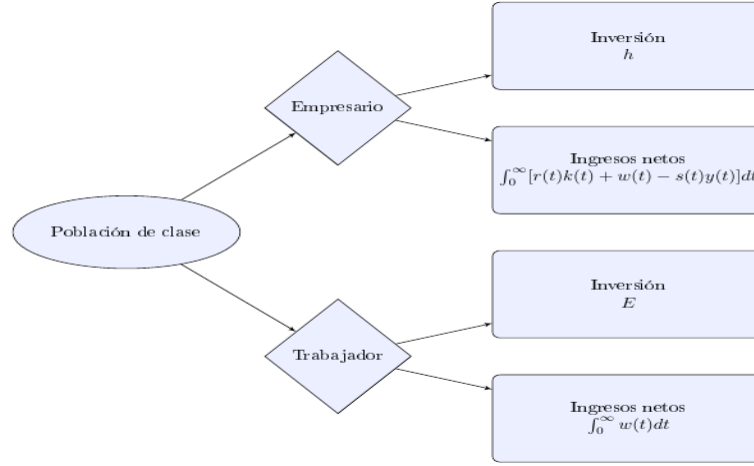 Inversión
h
Empresario
Ingresos netos
∫₀^∞[r(t)k(t) + w(t) − s(t)y(t)]dt
Población de clase
Inversión
E
Trabajador
Ingresos netos
∫₀^∞ w(t)dt